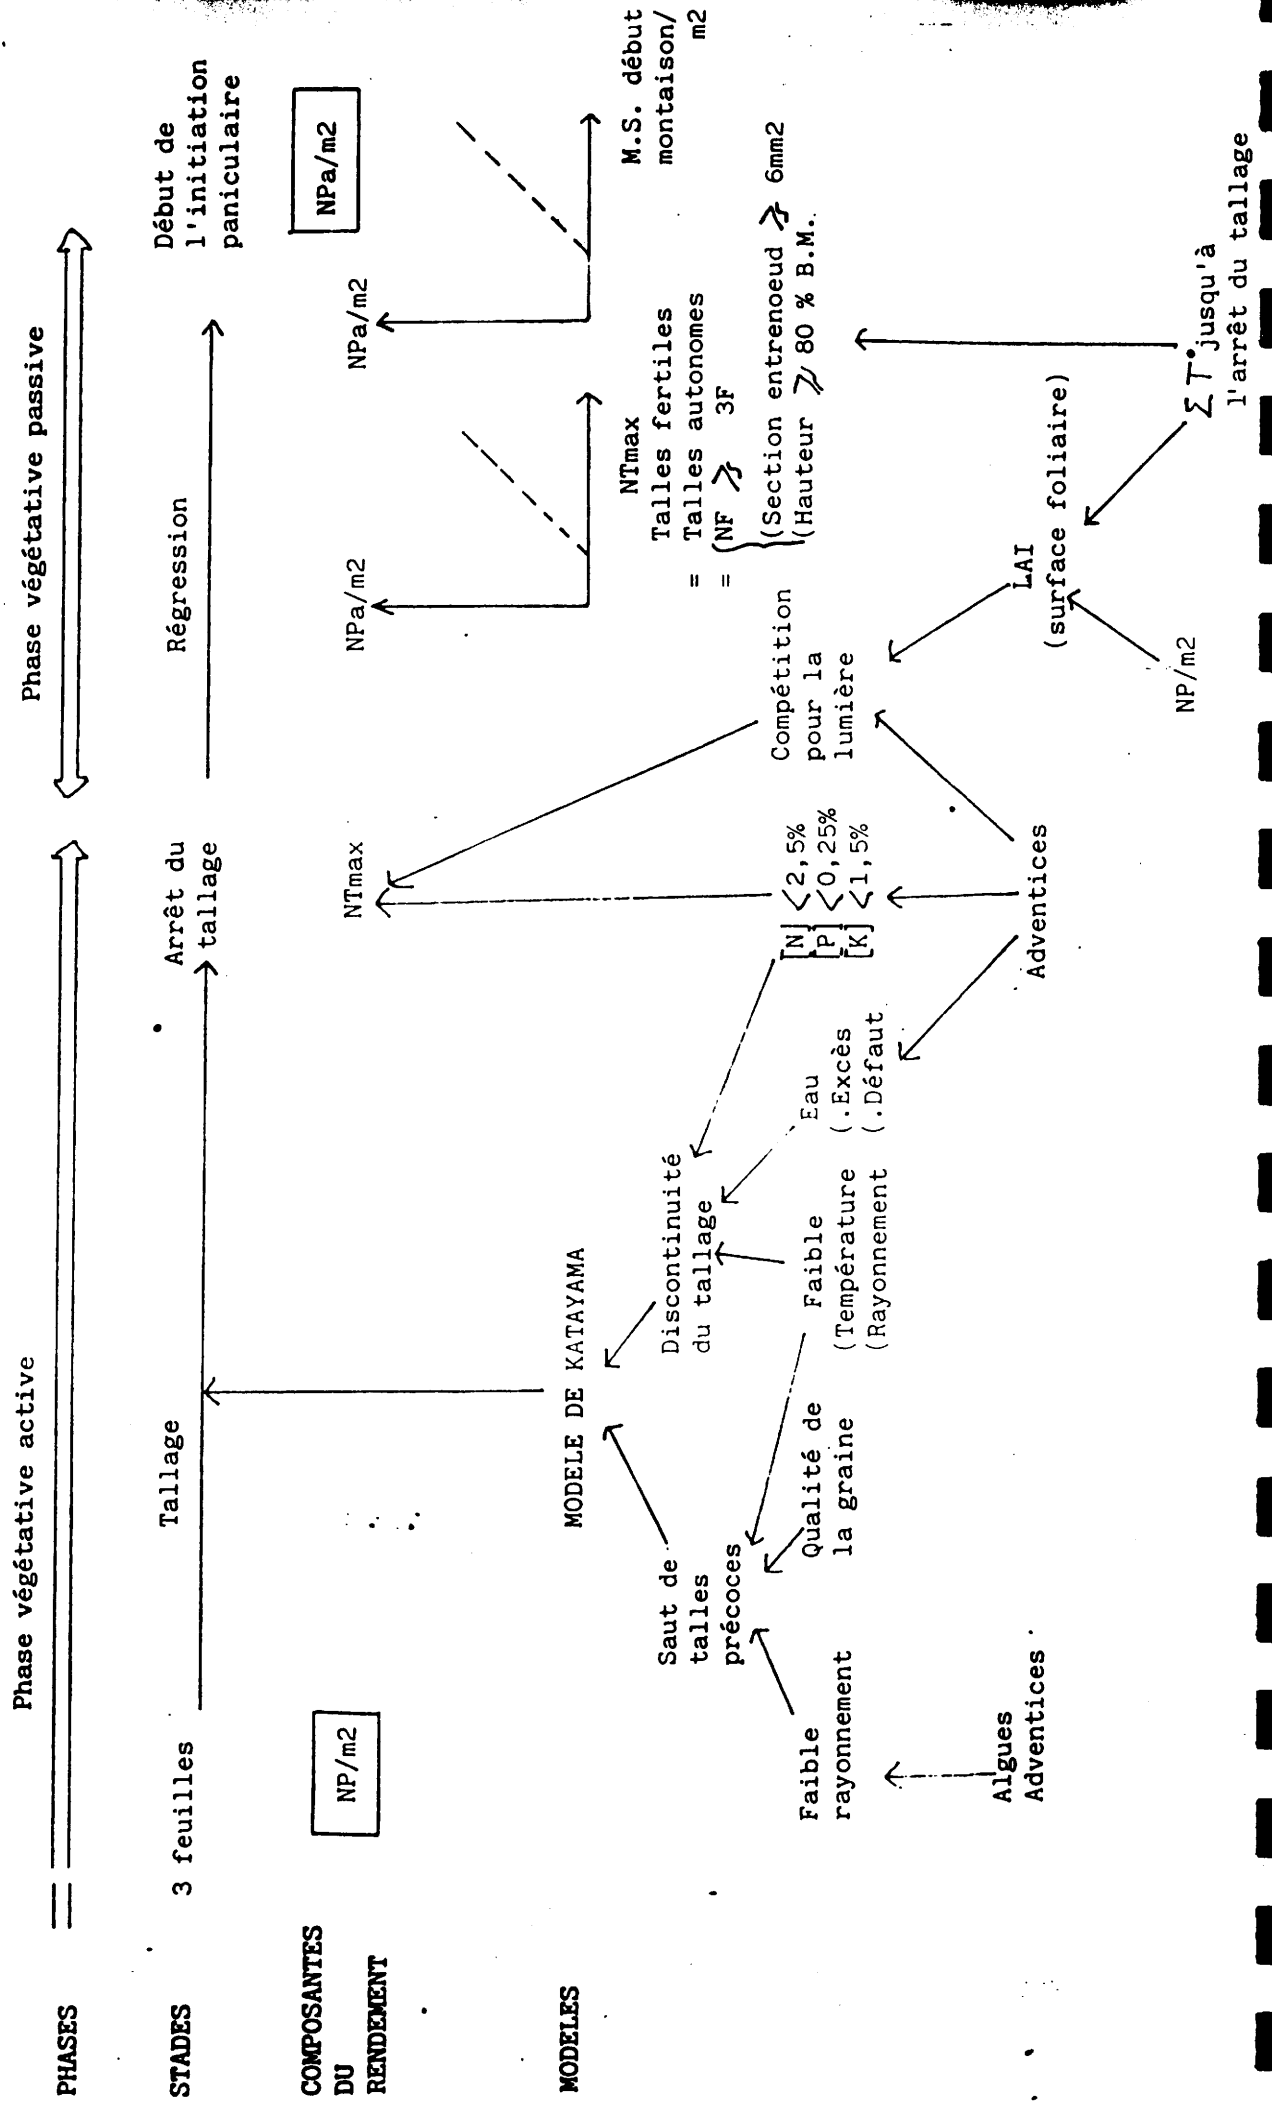 PHASES
Phase végétative active
Phase végétative passive
STADES
3 feuilles
Tallage
Arrêt du
tallage
Régression
Début de
l'initiation
paniculaire
COMPOSANTES
DU
RENDEMENT
NP/m2
NTmax
NPa/m2
NPa/m2
NPa/m2
MODELES
MODELE DE KATAYAMA
NTmax
Talles fertiles
= Talles autonomes
= (NF ⩾ 3F
(Section entrenoeud ⩾ 6mm2
(Hauteur ⩾ 80 % B.M.
M.S. début
montaison/
m2
Saut de
talles
précoces
Discontinuité
du tallage
Compétition
pour la
lumière
Faible
rayonnement
Qualité de
la graine
Faible
(Température
(Rayonnement
Eau
(.Excès
(.Défaut
[N] <2,5%
[P] <0,25%
[K] <1,5%
Algues
Adventices
Adventices
LAI
(surface foliaire)
NP/m2
Σ T° jusqu'à
l'arrêt du tallage